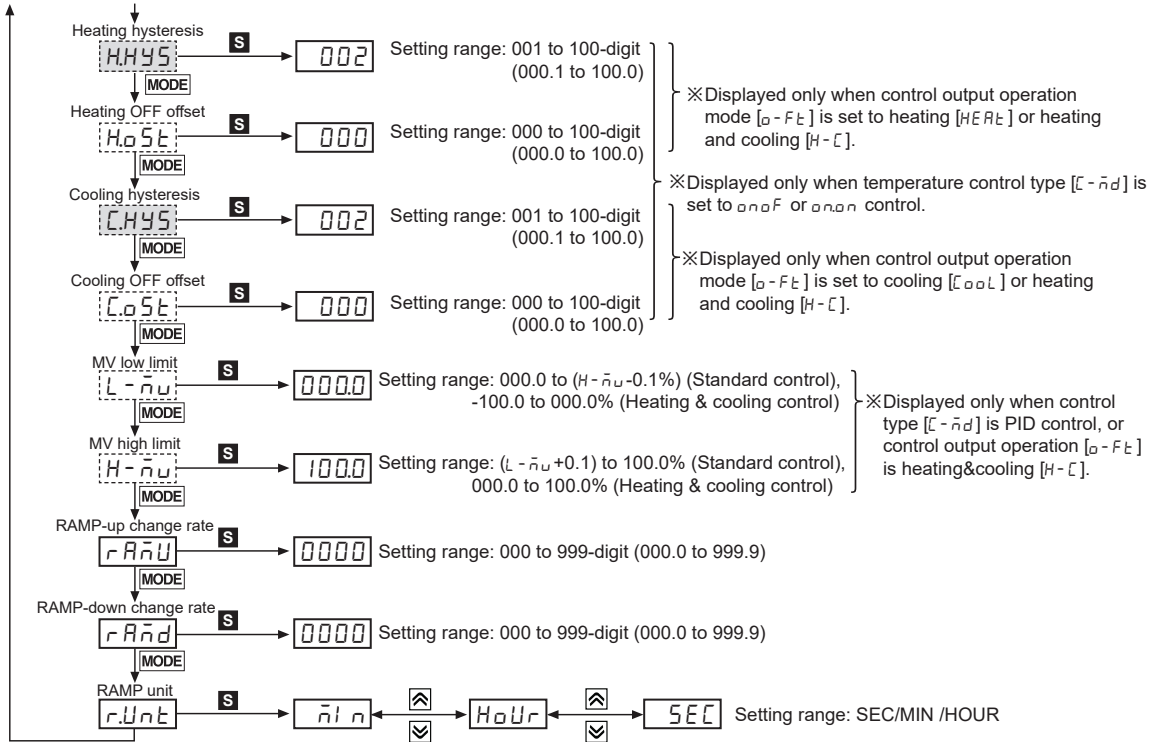 Heating hysteresis
H.HYS S 002 Setting range: 001 to 100-digit
(000.1 to 100.0)
MODE
※Displayed only when control output operation
mode [o-Ft] is set to heating [HEAt] or heating
and cooling [H-C].
Heating OFF offset
H.oSt S 000 Setting range: 000 to 100-digit
(000.0 to 100.0)
MODE
※Displayed only when temperature control type [C-md] is
set to onoF or on.on control.
Cooling hysteresis
C.HYS S 002 Setting range: 001 to 100-digit
(000.1 to 100.0)
MODE
※Displayed only when control output operation
mode [o-Ft] is set to cooling [CooL] or heating
and cooling [H-C].
Cooling OFF offset
C.oSt S 000 Setting range: 000 to 100-digit
(000.0 to 100.0)
MODE
MV low limit
L-mv S 000.0 Setting range: 000.0 to (H-mv-0.1%) (Standard control),
-100.0 to 000.0% (Heating & cooling control)
MODE
※Displayed only when control
type [C-md] is PID control, or
control output operation [o-Ft]
is heating&cooling [H-C].
MV high limit
H-mv S 100.0 Setting range: (L-mv+0.1) to 100.0% (Standard control),
000.0 to 100.0% (Heating & cooling control)
MODE
RAMP-up change rate
rAmU S 0000 Setting range: 000 to 999-digit (000.0 to 999.9)
MODE
RAMP-down change rate
rAmd S 0000 Setting range: 000 to 999-digit (000.0 to 999.9)
MODE
RAMP unit
r.Unt S mIn HoUr SEC Setting range: SEC/MIN /HOUR